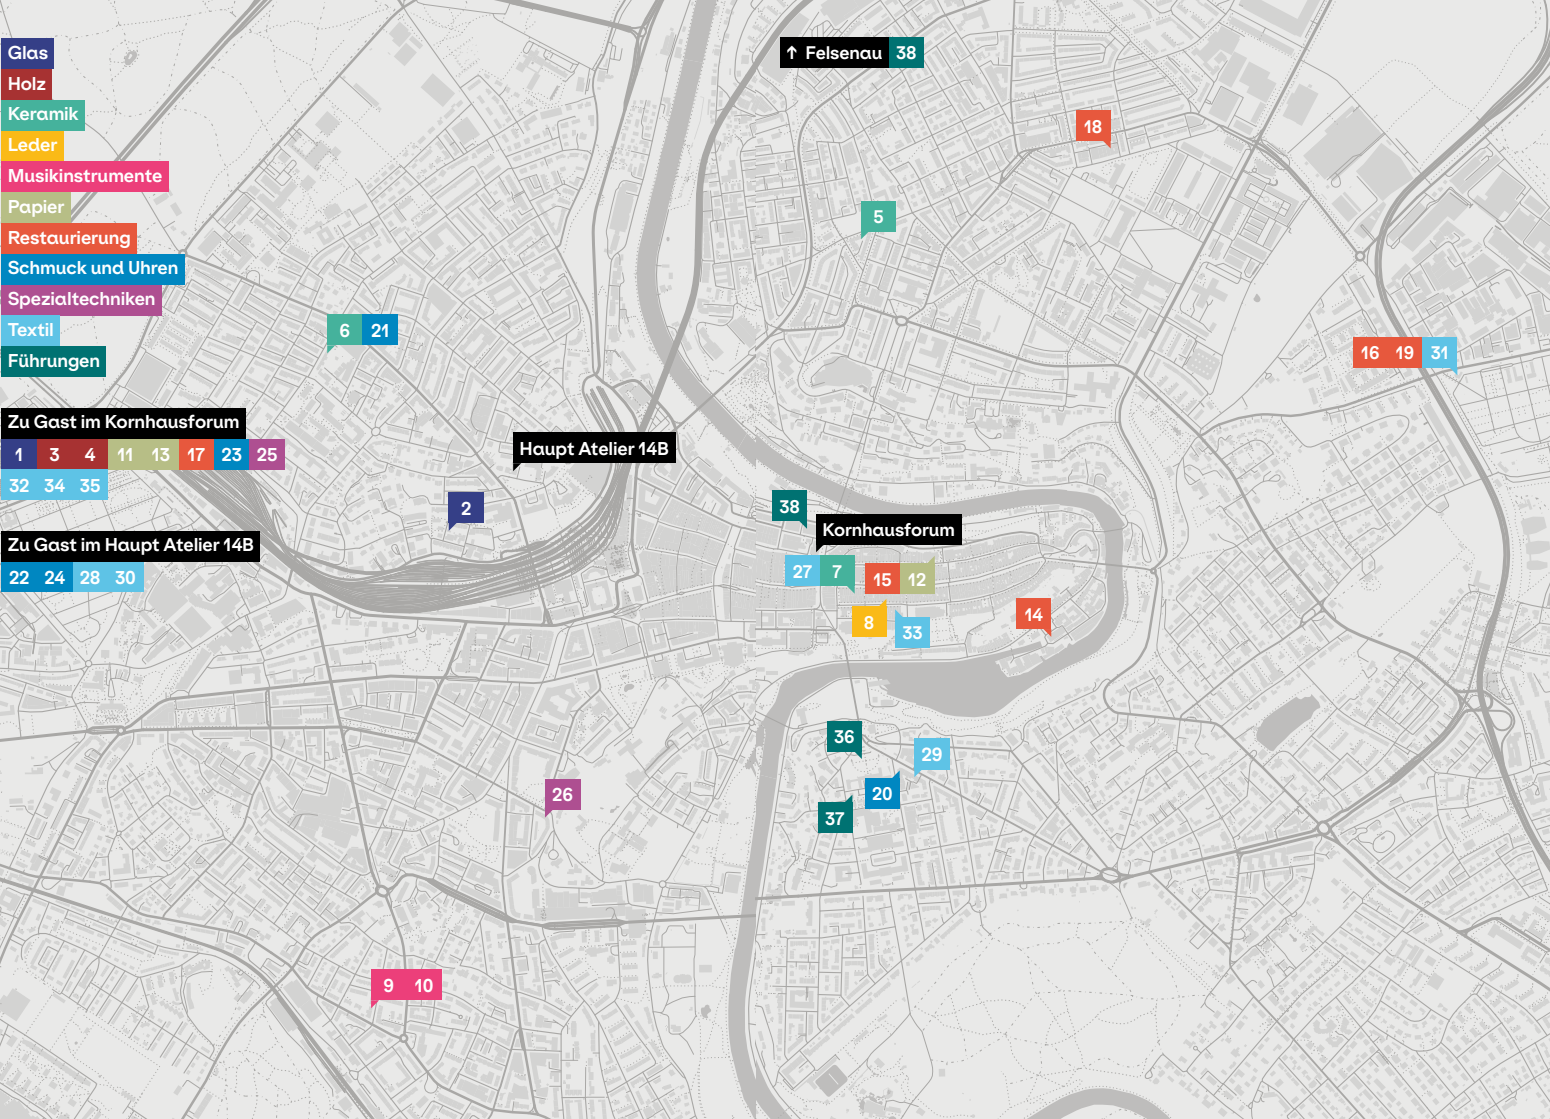 Glas
Holz
Keramik
Leder
Musikinstrumente
Papier
Restaurierung
Schmuck und Uhren
Spezialtechniken
Textil
Führungen
Zu Gast im Kornhausforum
1 3 4 11 13 17 23 25
32 34 35
Zu Gast im Haupt Atelier 14B
22 24 28 30
↑ Felsenau 38
18
5
6 21
16 19 31
Haupt Atelier 14B
2
38
Kornhausforum
27 7
15 12
8
33
14
36
29
26
20
37
9 10